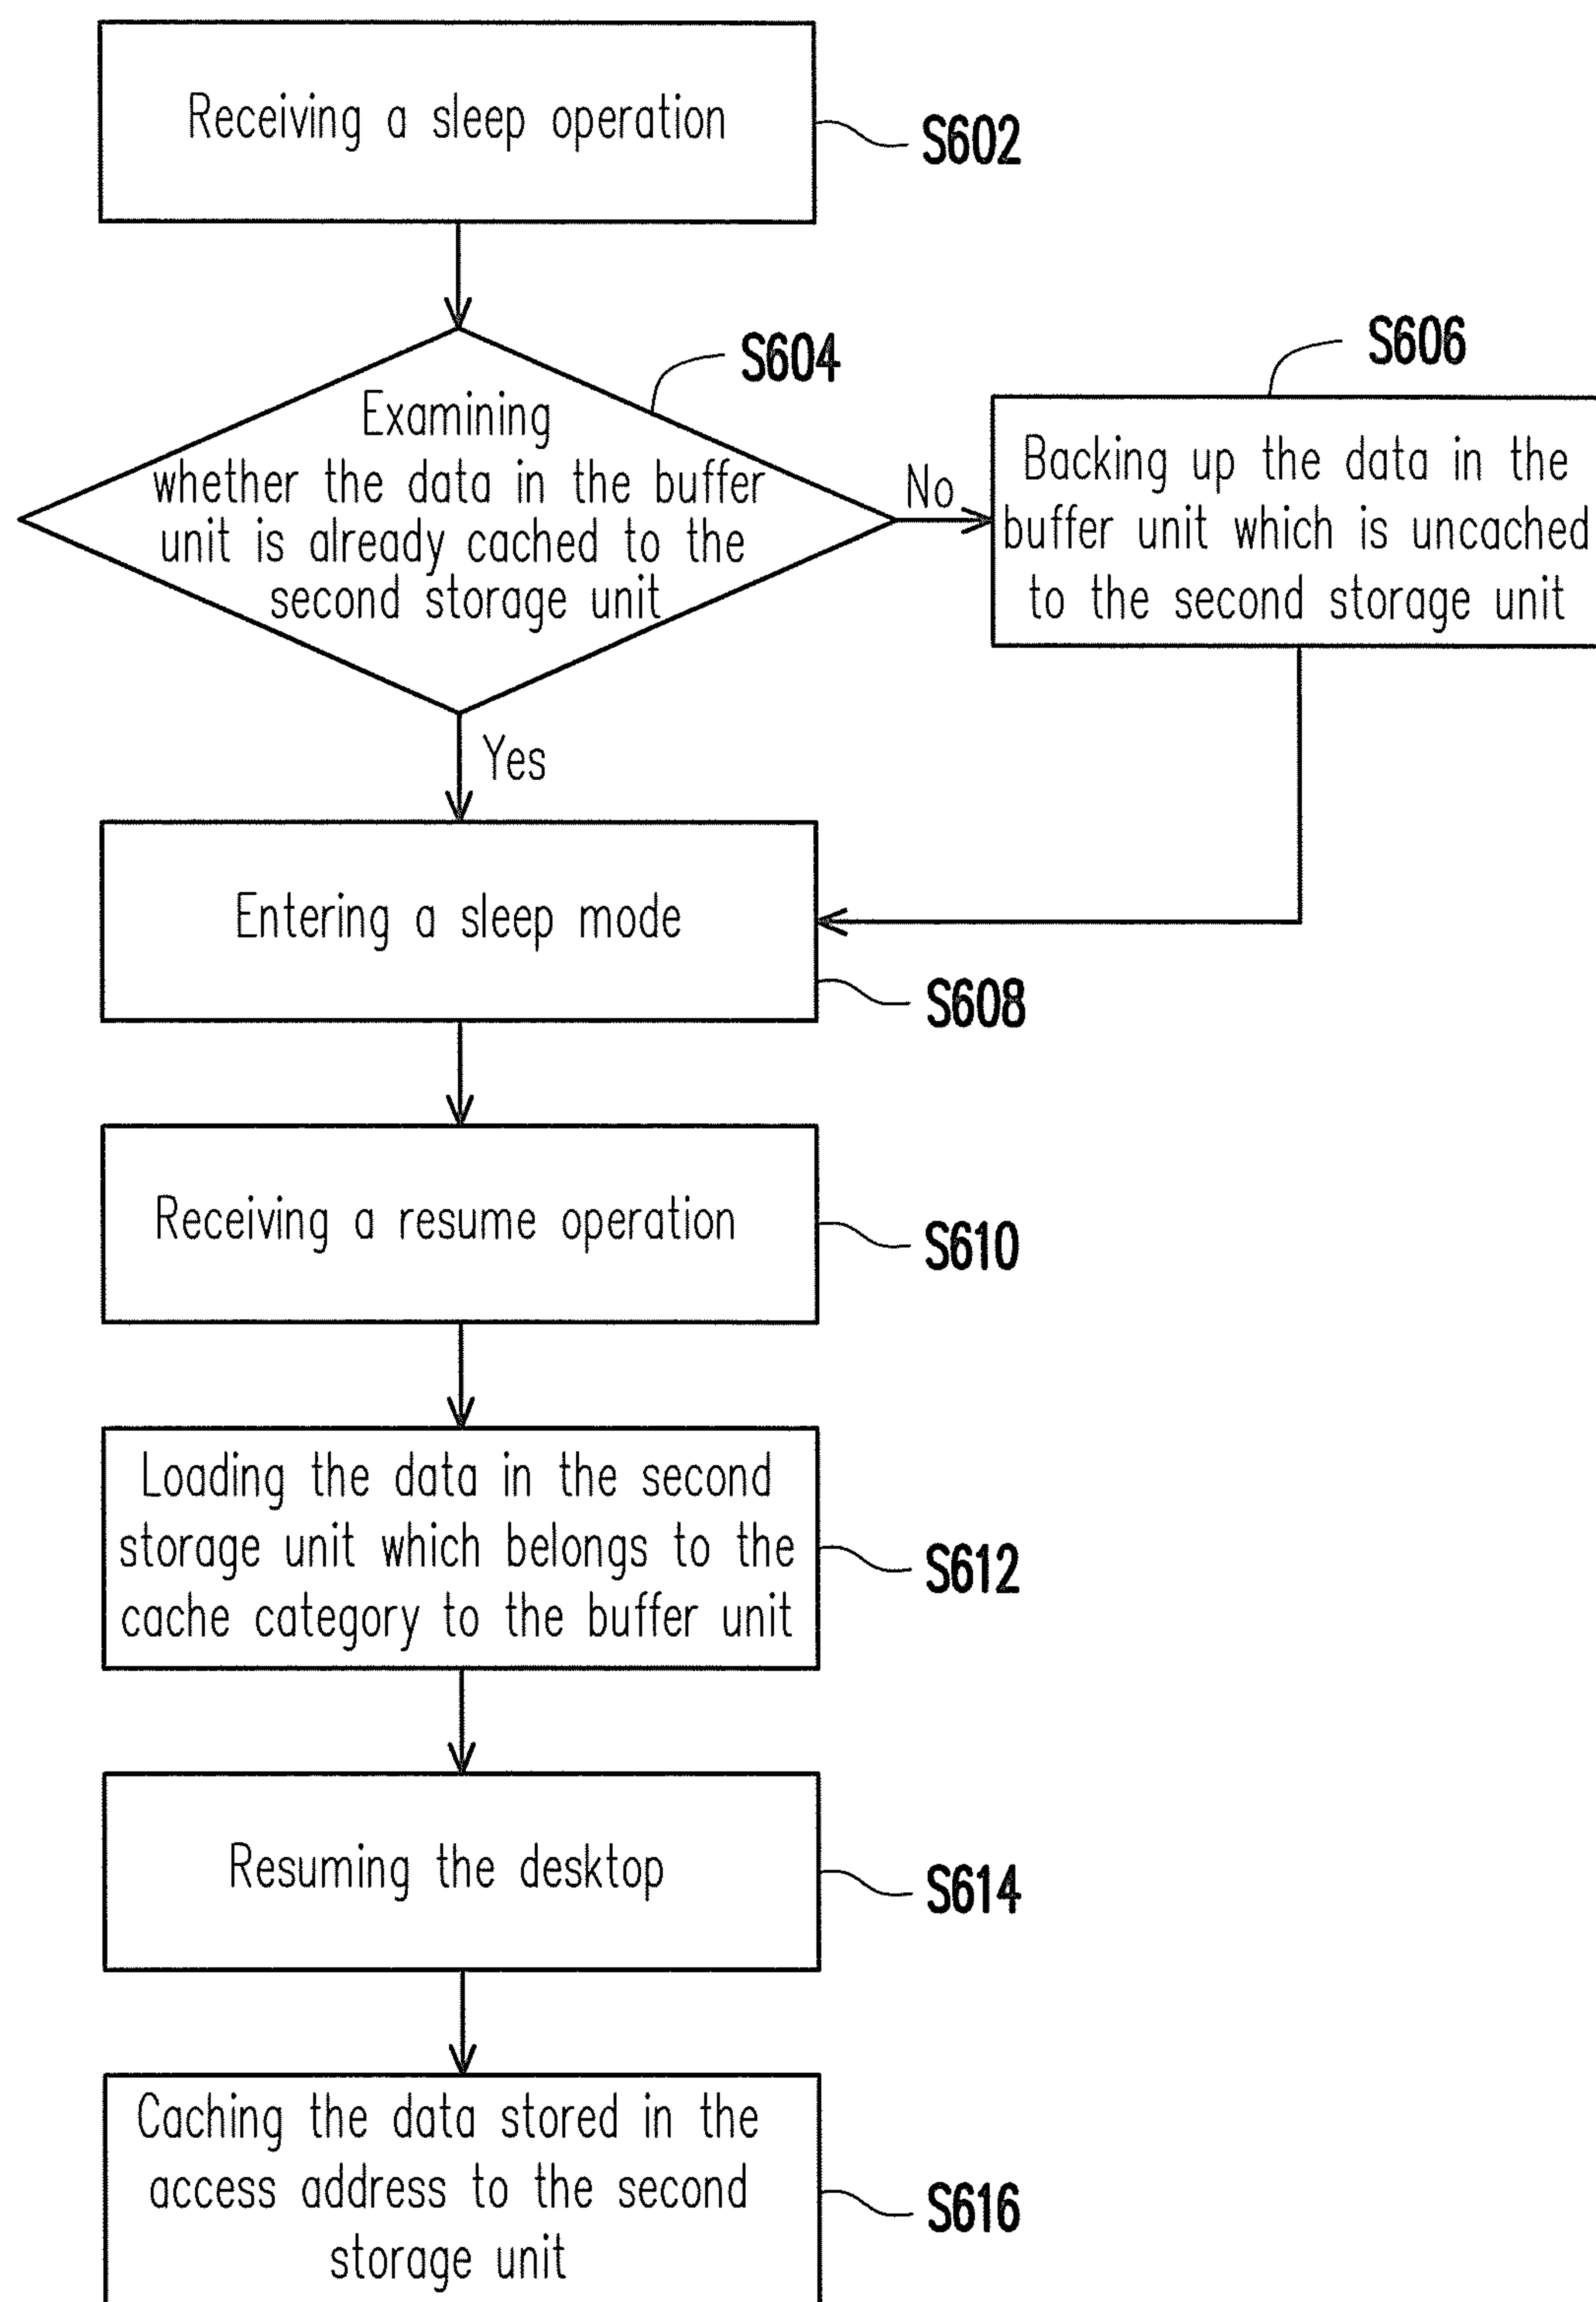 Receiving a sleep operation
S602
S604
Examining
whether the data in the buffer
unit is already cached to the
second storage unit
No
S606
Backing up the data in the
buffer unit which is uncached
to the second storage unit
Yes
Entering a sleep mode
S608
Receiving a resume operation
S610
Loading the data in the second
storage unit which belongs to the
cache category to the buffer unit
S612
Resuming the desktop
S614
Caching the data stored in the
access address to the second
storage unit
S616